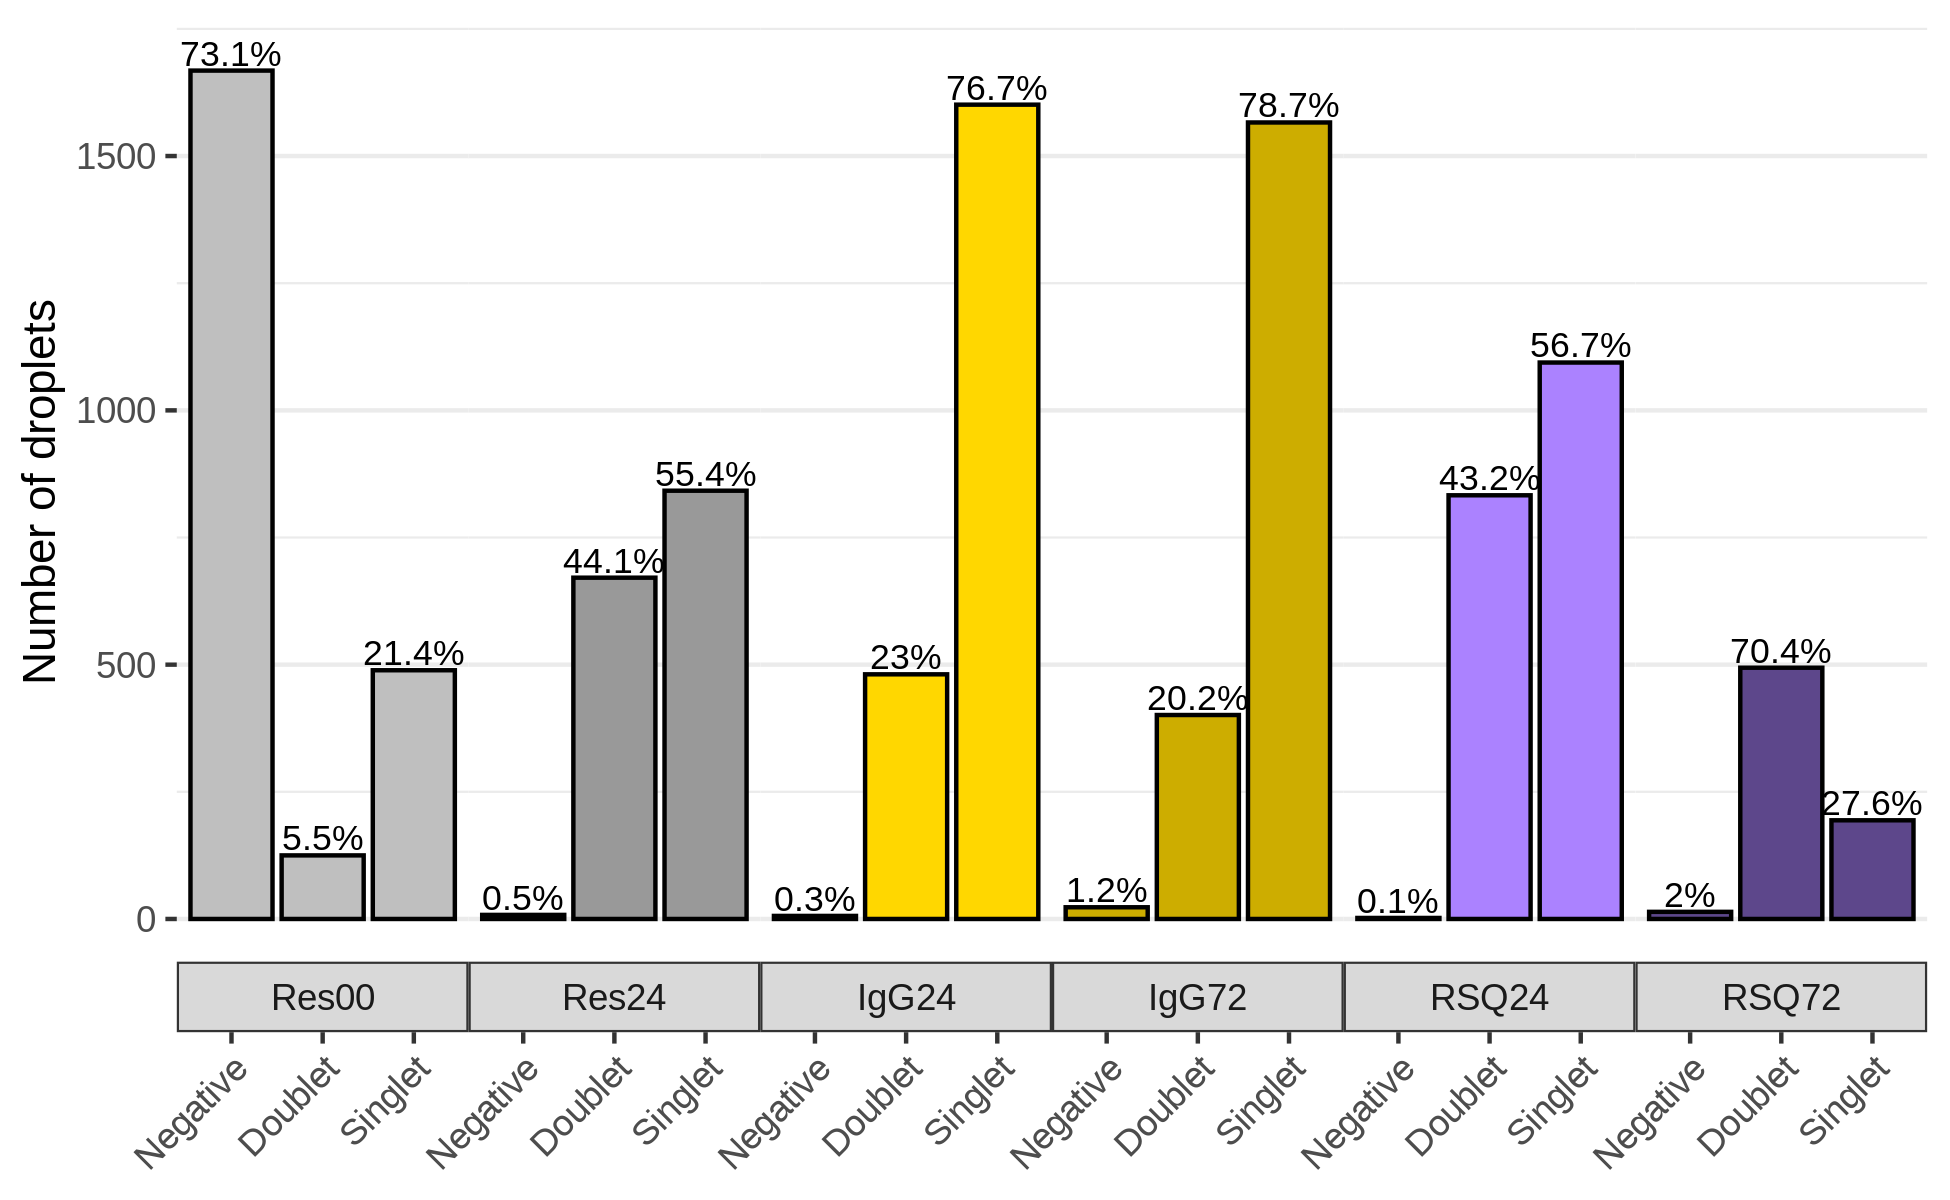 Number of droplets
1500
1000
500
0
73.1%
5.5%
21.4%
0.5%
44.1%
55.4%
0.3%
23%
76.7%
1.2%
20.2%
78.7%
0.1%
43.2%
56.7%
2%
70.4%
27.6%
Res00
Res24
IgG24
IgG72
RSQ24
RSQ72
Negative
Doublet
Singlet
Negative
Doublet
Singlet
Negative
Doublet
Singlet
Negative
Doublet
Singlet
Negative
Doublet
Singlet
Negative
Doublet
Singlet